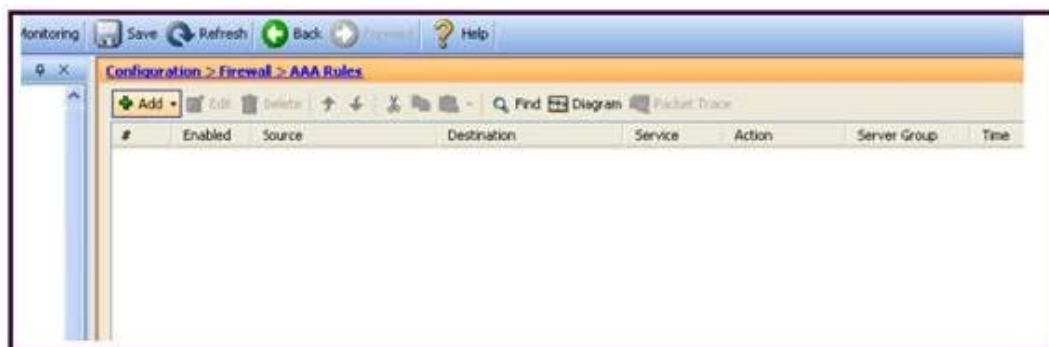 Monitoring Save Refresh Back Forward Help
Configuration > Firewall > AAA Rules
Add Edit Delete Find Diagram Packet Trace
# Enabled Source Destination Service Action Server Group Time